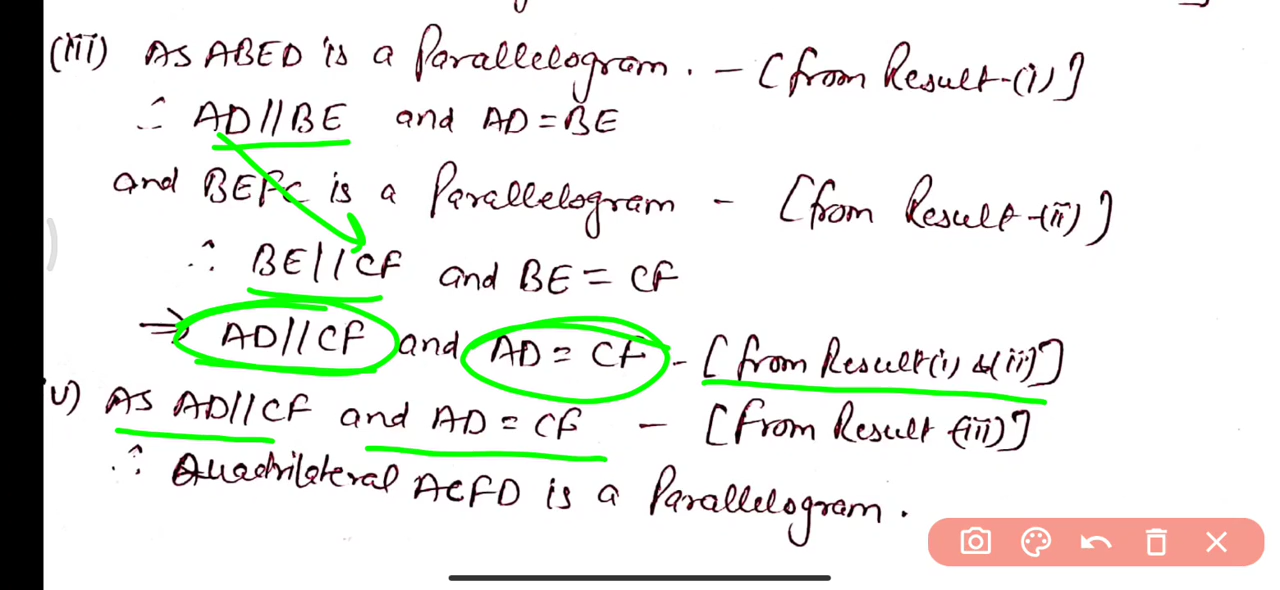 (iii) As ABED is a Parallelogram. - [from Result-(i)]
∴ AD//BE and AD = BE
and BEFC is a Parallelogram - [from Result-(ii)]
∴ BE//CF and BE = CF
⇒ AD//CF and AD = CF - [from Result(i) & (ii)]
v) As AD//CF and AD = CF - [from Result (iii)]
∴ Quadrilateral ACFD is a Parallelogram.